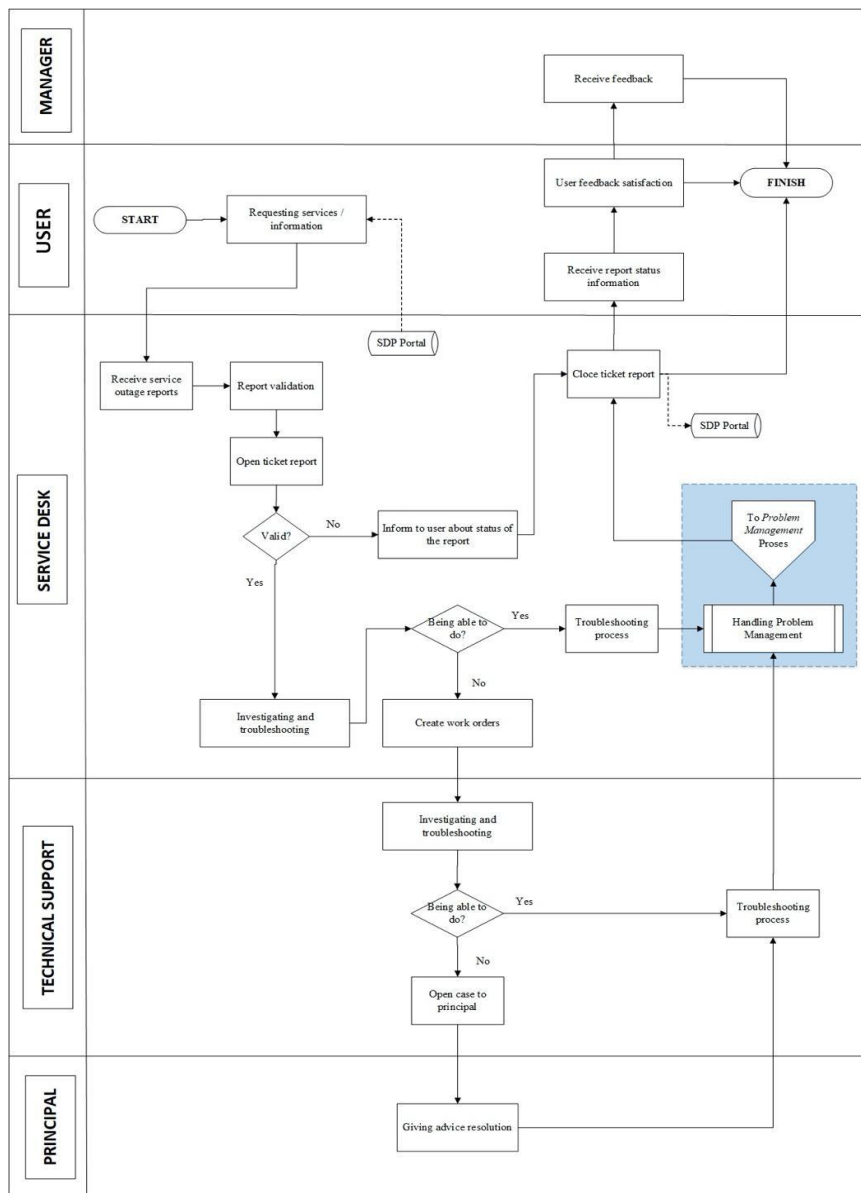 MANAGER
Receive feedback
USER
START
Requesting services /
information
User feedback satisfaction
FINISH
Receive report status
information
SDP Portal
SERVICE DESK
Receive service
outage reports
Report validation
Cloce ticket report
SDP Portal
Open ticket report
Valid?
No
Inform to user about status of
the report
To Problem
Management
Proses
Yes
Being able to
do?
Yes
Troubleshooting
process
Handling Problem
Management
No
Investigating and
troubleshooting
Create work orders
TECHNICAL SUPPORT
Investigating and
troubleshooting
Being able to
do?
Yes
Troubleshooting
process
No
Open case to
principal
PRINCIPAL
Giving advice resolution